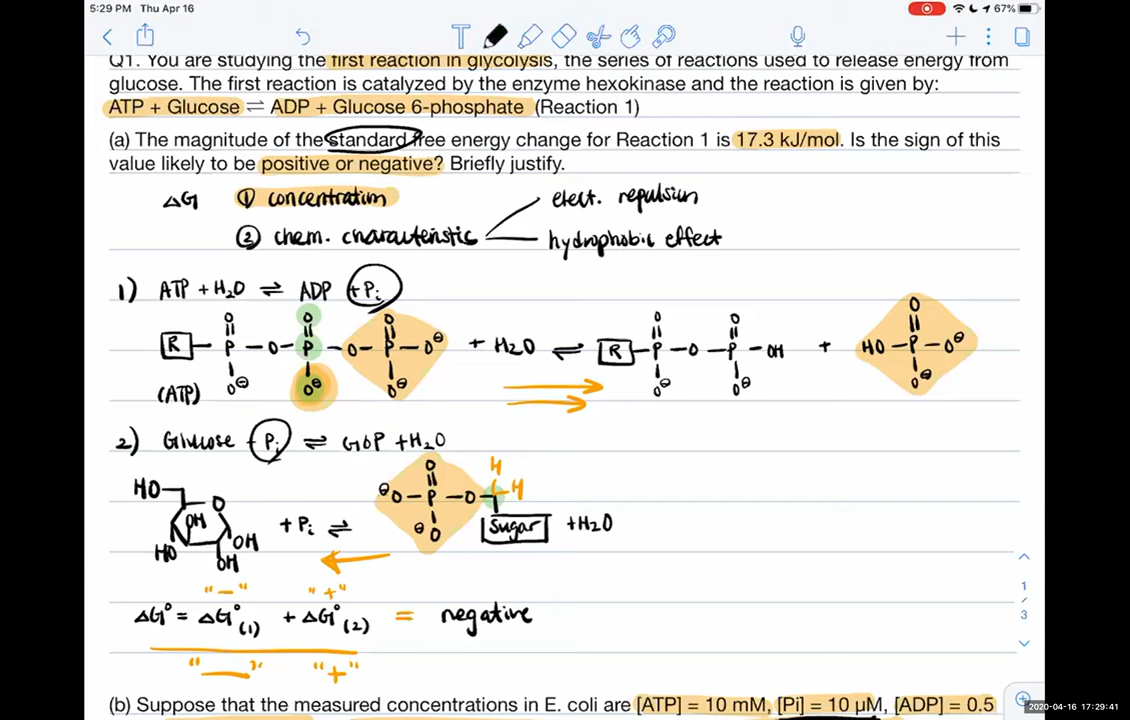 5:29 PM Thu Apr 16
67%
Q1. You are studying the first reaction in glycolysis, the series of reactions used to release energy from
glucose. The first reaction is catalyzed by the enzyme hexokinase and the reaction is given by:
ATP + Glucose ⇌ ADP + Glucose 6-phosphate (Reaction 1)
(a) The magnitude of the standard free energy change for Reaction 1 is 17.3 kJ/mol. Is the sign of this
value likely to be positive or negative? Briefly justify.
ΔG ① concentration
elect. repulsion
② chem. characteristic
hydrophobic effect
1) ATP + H2O ⇌ ADP + Pi
O O O O O O
R - P - O - P - O - P - O⊖ + H2O ⇌ R - P - O - P - OH + HO - P - O⊖
O⊖ O⊖ O⊖ O⊖ O⊖ O⊖
(ATP)
2) Glucose + Pi ⇌ G6P + H2O
O H
HO O ⊖O - P - O - C - H
OH + Pi ⇌ ⊖O Sugar + H2O
HO OH OH
"-" "+"
ΔG° = ΔG°(1) + ΔG°(2) = negative
"-" "+"
(b) Suppose that the measured concentrations in E. coli are [ATP] = 10 mM, [Pi] = 10 µM, [ADP] = 0.5
1
/
3
2020-04-16 17:29:41